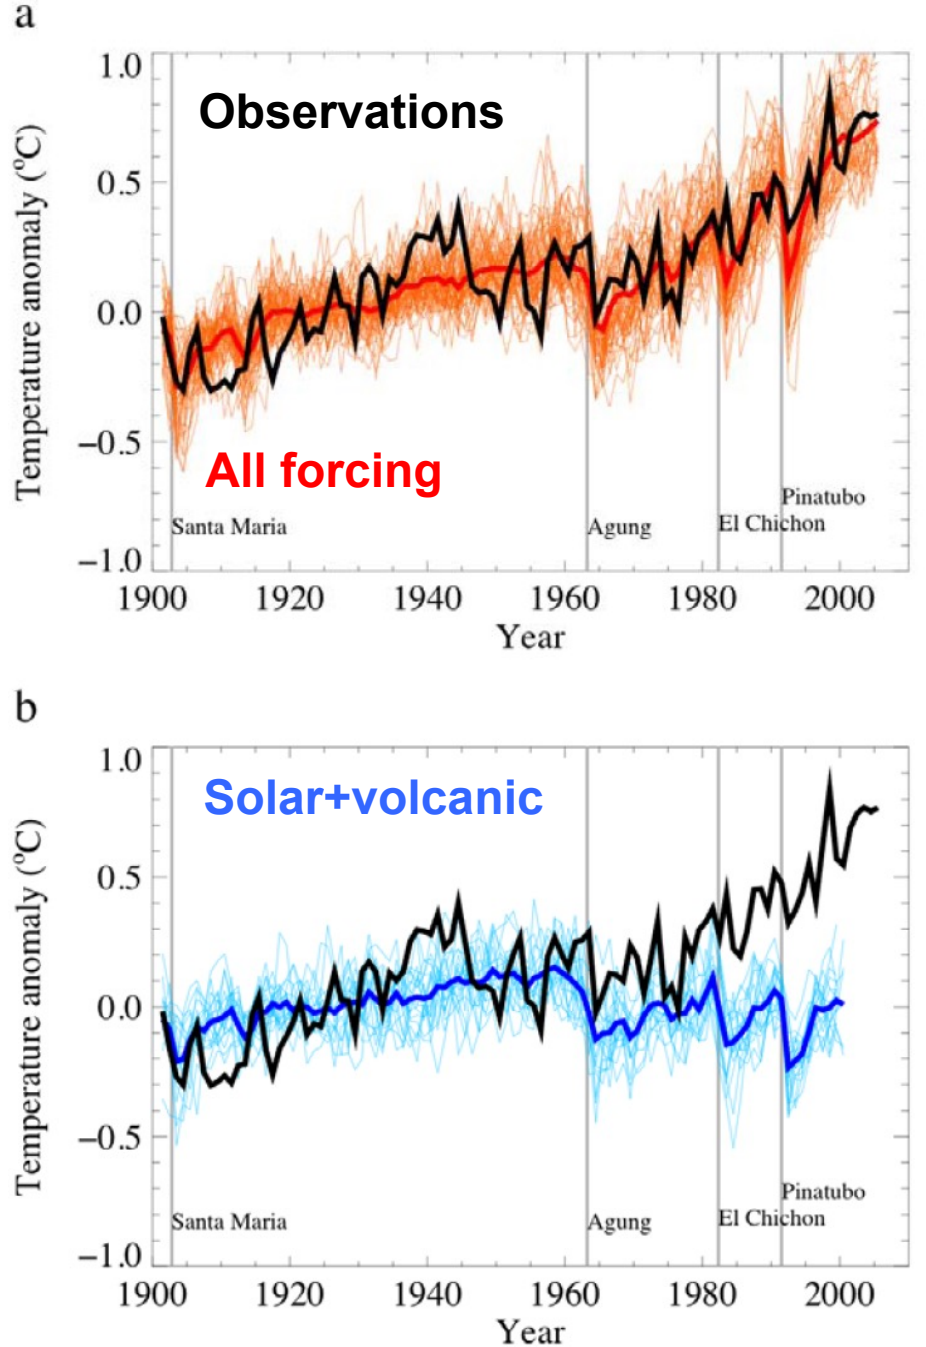 a
1.0
Observations
0.5
0.0
−0.5
All forcing
Pinatubo
Santa Maria
Agung
El Chichon
−1.0
1900 1920 1940 1960 1980 2000
Year
Temperature anomaly (ºC)
b
1.0
Solar+volcanic
0.5
0.0
−0.5
Pinatubo
Santa Maria
Agung
El Chichon
−1.0
1900 1920 1940 1960 1980 2000
Year
Temperature anomaly (ºC)